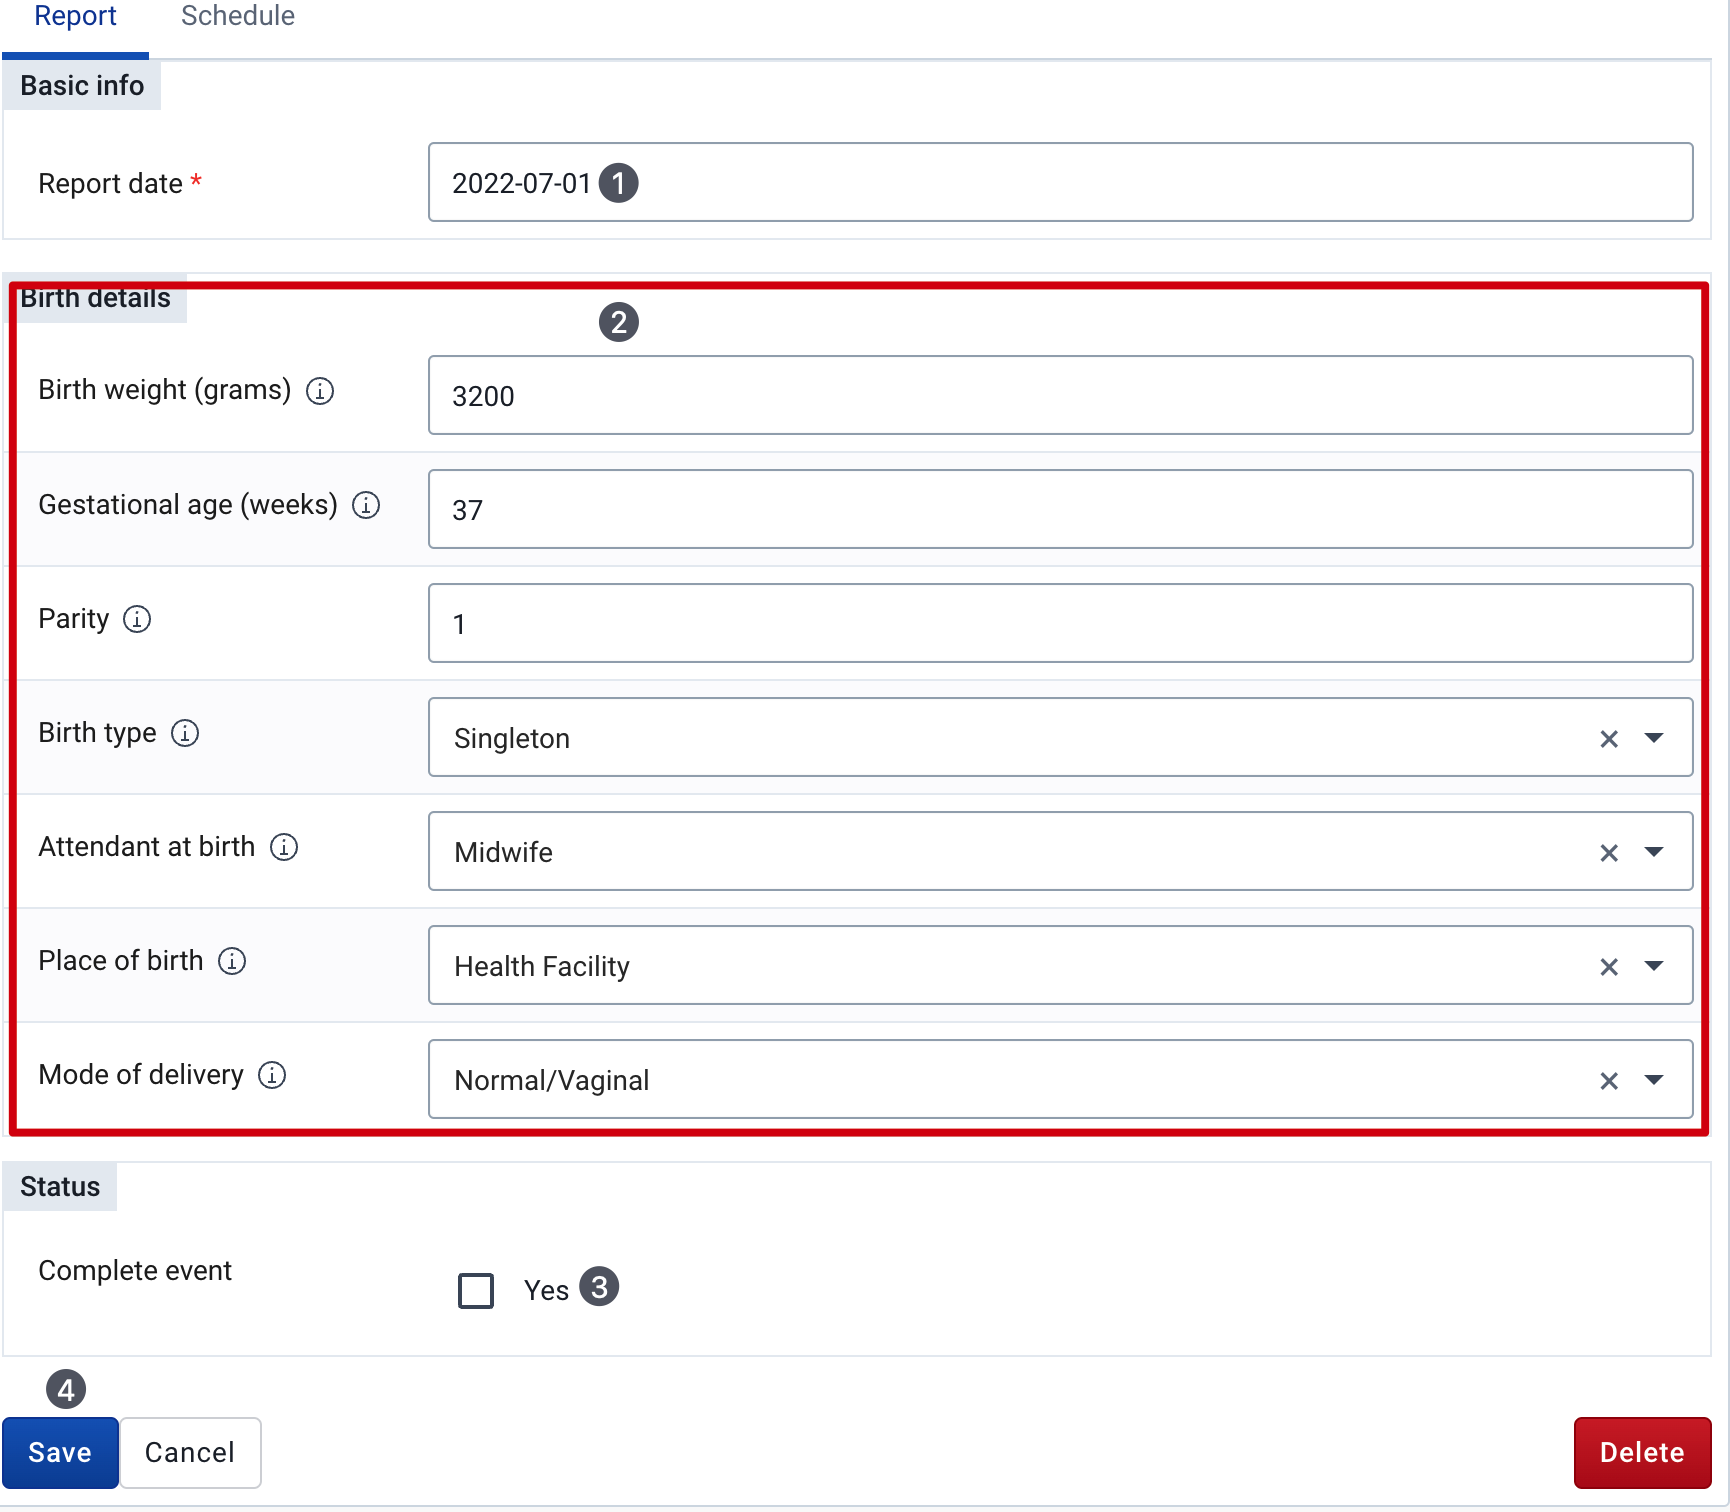 Report Schedule
Basic info
Report date * 2022-07-01 1
Birth details
2
Birth weight (grams) 3200
Gestational age (weeks) 37
Parity 1
Birth type Singleton
Attendant at birth Midwife
Place of birth Health Facility
Mode of delivery Normal/Vaginal
Status
Complete event Yes 3
4
Save Cancel Delete